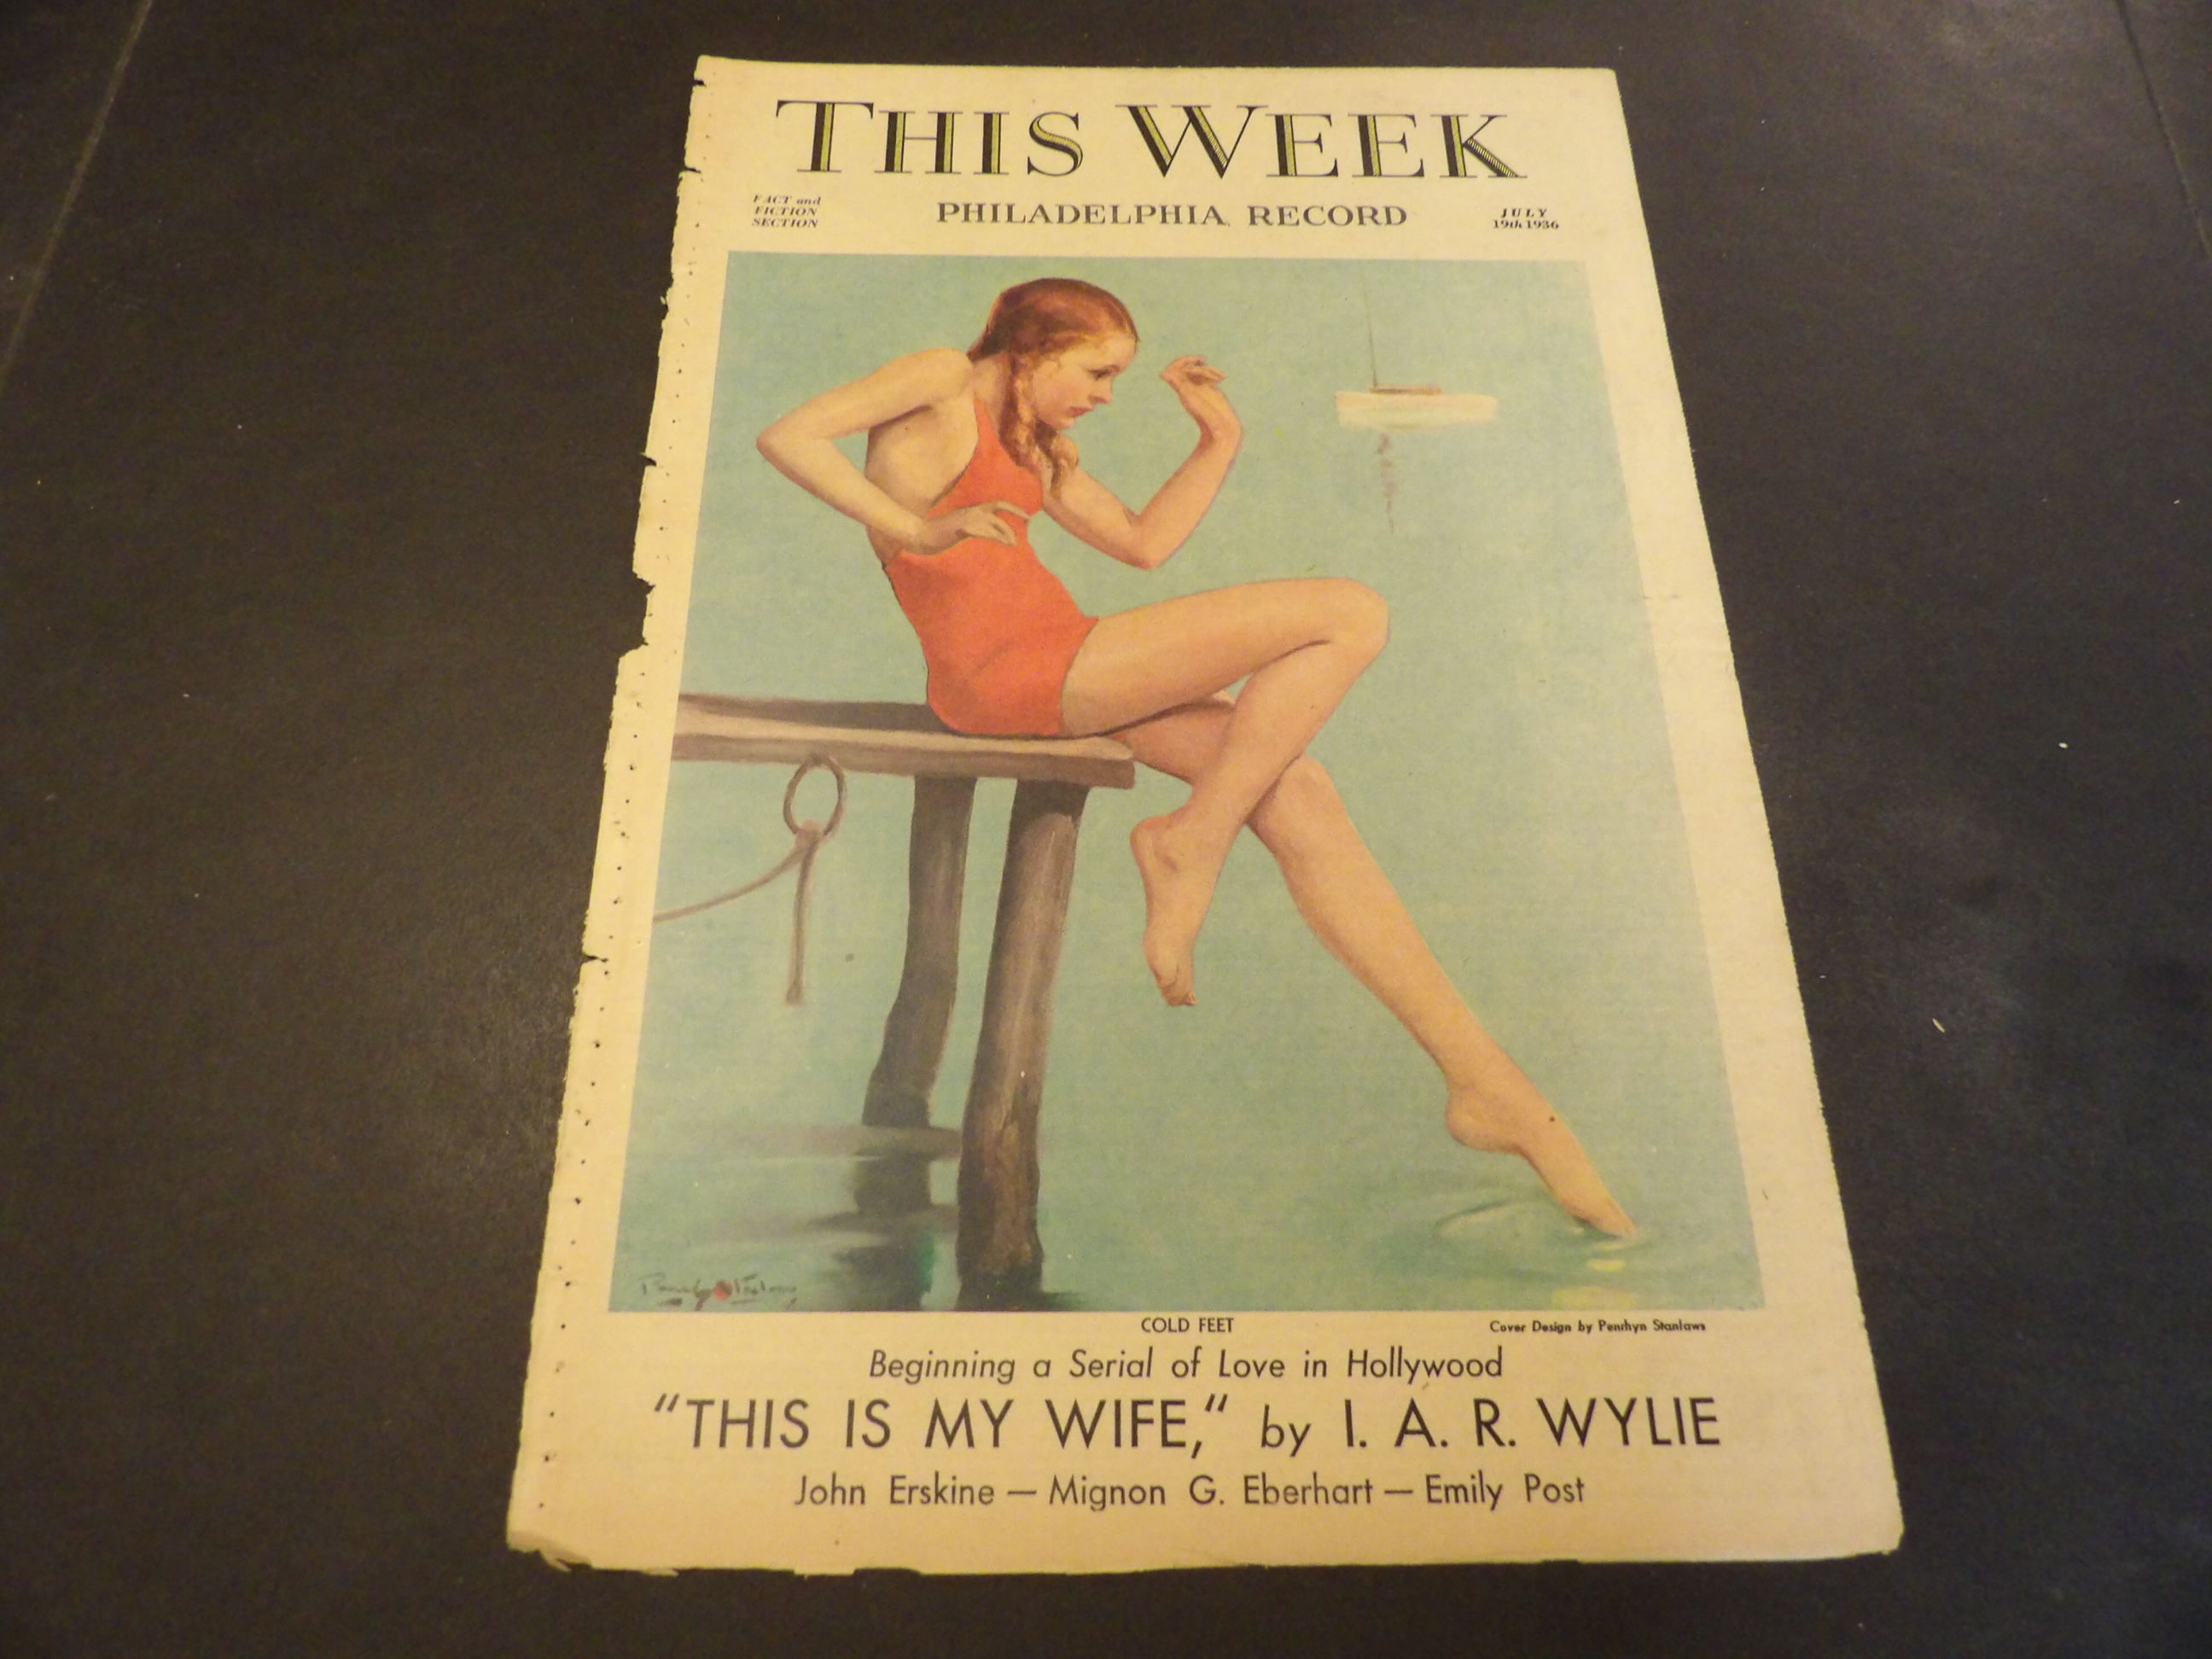 THIS WEEK
FACT and
FICTION
SECTION
PHILADELPHIA RECORD
JULY
19th 1936
COLD FEET
Cover Design by Penrhyn Stanlaws
Beginning a Serial of Love in Hollywood
"THIS IS MY WIFE," by I. A. R. WYLIE
John Erskine — Mignon G. Eberhart — Emily Post